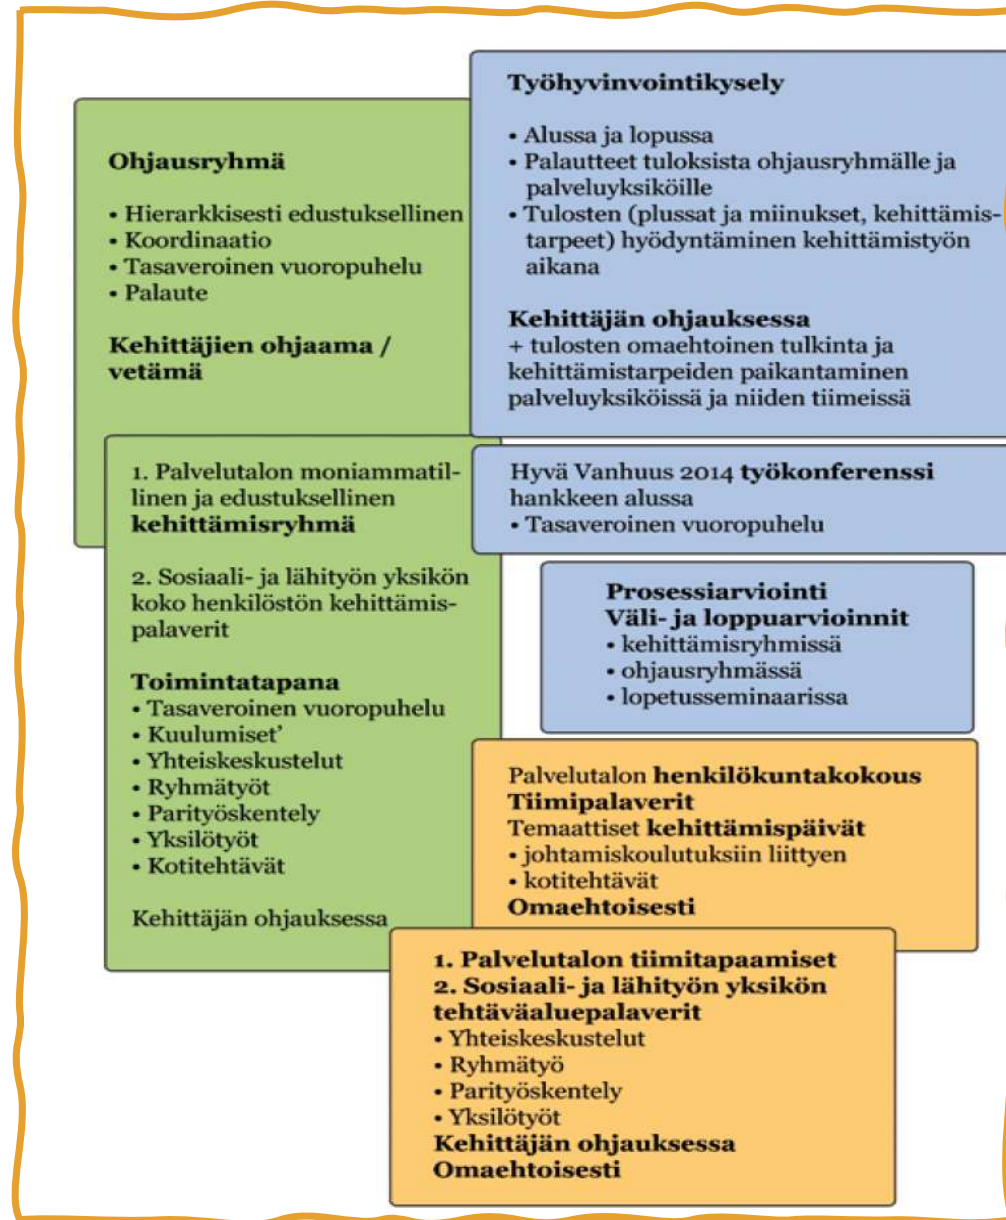 Ohjausryhmä
• Hierarkkisesti edustuksellinen
• Koordinaatio
• Tasaveroinen vuoropuhelu
• Palaute
Kehittäjien ohjaama /
vetämä
Työhyvinvointikysely
• Alussa ja lopussa
• Palautteet tuloksista ohjausryhmälle ja
palveluyksiköille
• Tulosten (plussat ja miinukset, kehittämis-
tarpeet) hyödyntäminen kehittämistyön
aikana
Kehittäjän ohjauksessa
+ tulosten omaehtoinen tulkinta ja
kehittämistarpeiden paikantaminen
palveluyksiköissä ja niiden tiimeissä
1. Palvelutalon moniammatil-
linen ja edustuksellinen
kehittämisryhmä
2. Sosiaali- ja lähityön yksikön
koko henkilöstön kehittämis-
palaverit
Toimintatapana
• Tasaveroinen vuoropuhelu
• Kuulumiset’
• Yhteiskeskustelut
• Ryhmätyöt
• Parityöskentely
• Yksilötyöt
• Kotitehtävät
Kehittäjän ohjauksessa
Hyvä Vanhuus 2014 työkonferenssi
hankkeen alussa
• Tasaveroinen vuoropuhelu
Prosessiarviointi
Väli- ja loppuarvioinnit
• kehittämisryhmissä
• ohjausryhmässä
• lopetusseminaarissa
Palvelutalon henkilökuntakokous
Tiimipalaverit
Temaattiset kehittämispäivät
• johtamiskoulutuksiin liittyen
• kotitehtävät
Omaehtoisesti
1. Palvelutalon tiimitapaamiset
2. Sosiaali- ja lähityön yksikön
tehtäväaluepalaverit
• Yhteiskeskustelut
• Ryhmätyö
• Parityöskentely
• Yksilötyöt
Kehittäjän ohjauksessa
Omaehtoisesti